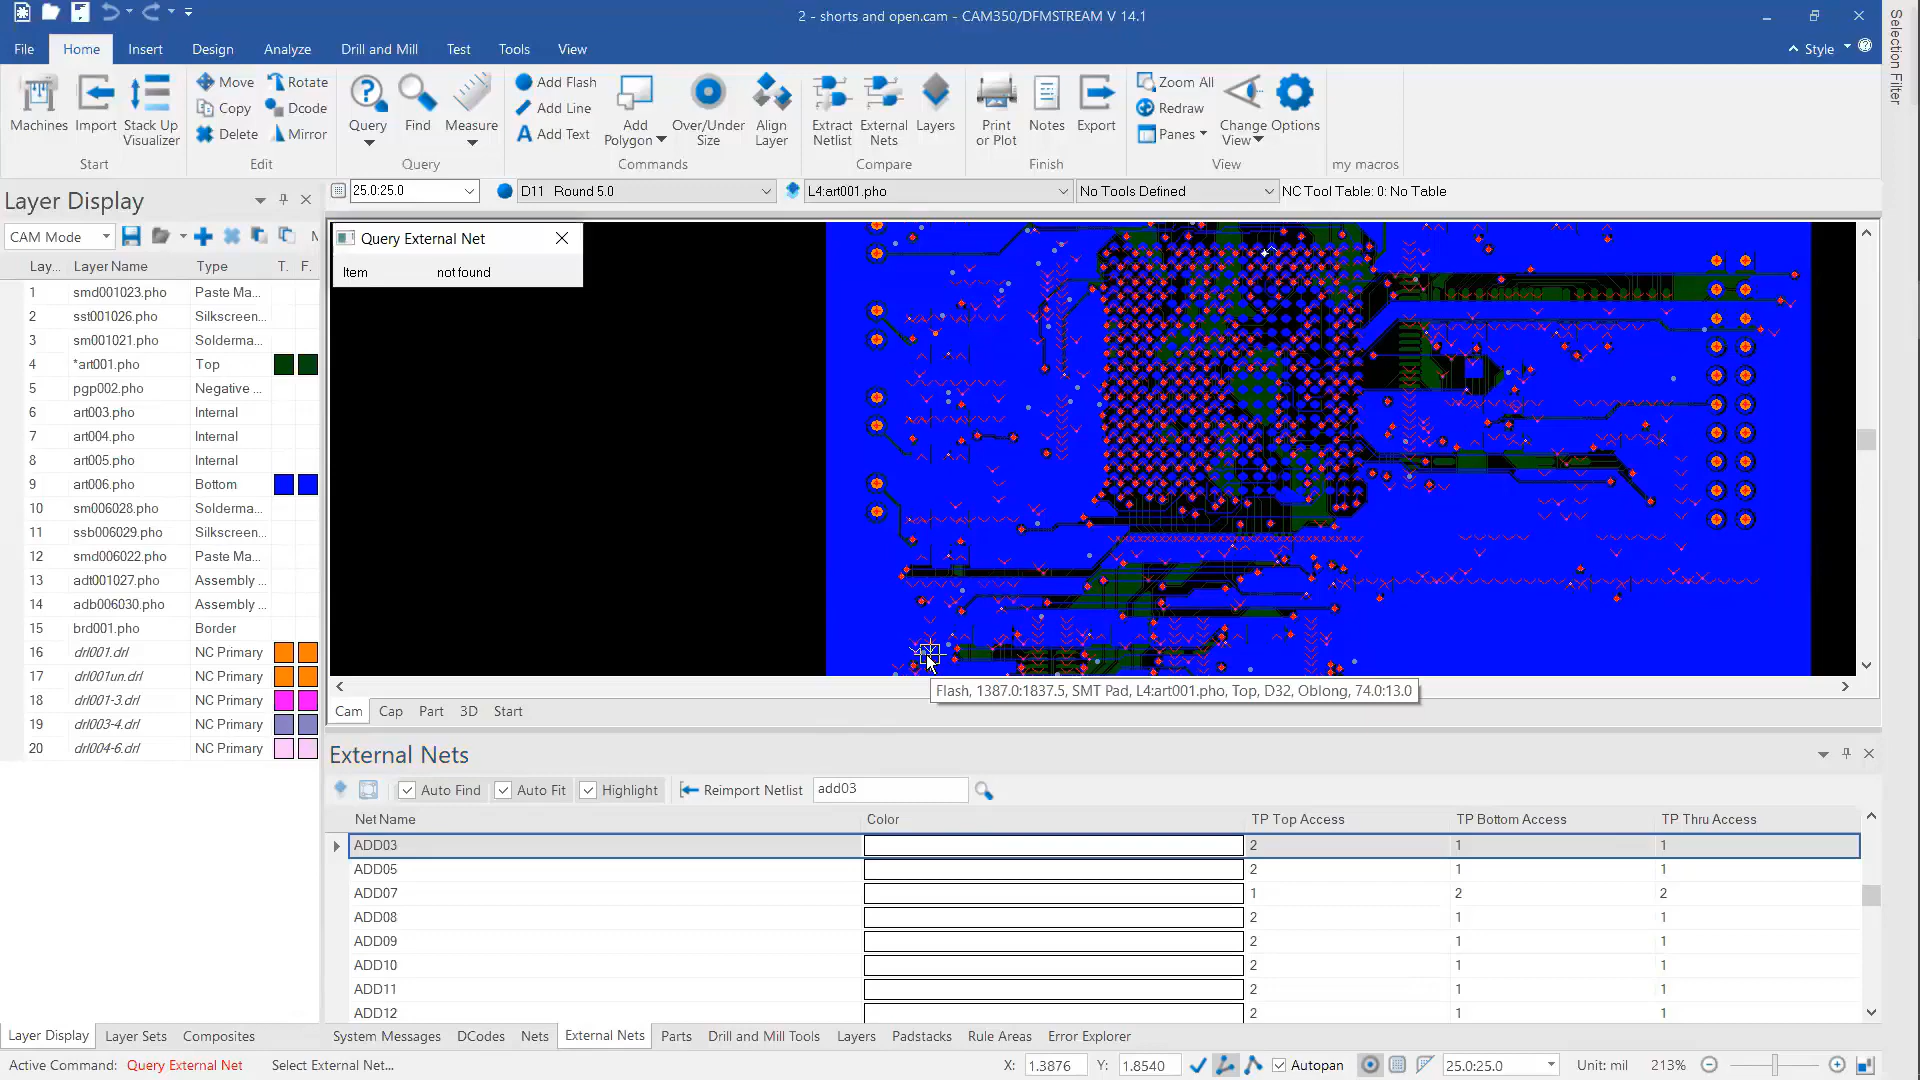 2 - shorts and open.cam - CAM350/DFMSTREAM V 14.1
File Home Insert Design Analyze Drill and Mill Test Tools View Style
Machines Import Stack Up Visualizer
Start
Move Rotate
Copy Dcode
Delete Mirror
Edit
Query Find Measure
Query
Add Flash
Add Line
Add Text
Add Polygon Over/Under Size Align Layer
Commands
Extract Netlist External Nets Layers
Compare
Print or Plot Notes Export
Finish
Zoom All
Redraw
Panes
Change View Options
View
my macros
Selection Filter
25.0:25.0 D11 Round 5.0 L4:art001.pho No Tools Defined NC Tool Table: 0: No Table
Layer Display
CAM Mode
Lay... Layer Name Type T. F.
1 smd001023.pho Paste Ma...
2 sst001026.pho Silkscreen...
3 sm001021.pho Solderma...
4 *art001.pho Top
5 pgp002.pho Negative ...
6 art003.pho Internal
7 art004.pho Internal
8 art005.pho Internal
9 art006.pho Bottom
10 sm006028.pho Solderma...
11 ssb006029.pho Silkscreen...
12 smd006022.pho Paste Ma...
13 adt001027.pho Assembly ...
14 adb006030.pho Assembly ...
15 brd001.pho Border
16 drl001.drl NC Primary
17 drl001un.drl NC Primary
18 drl001-3.drl NC Primary
19 drl003-4.drl NC Primary
20 drl004-6.drl NC Primary
Query External Net
Item not found
Flash, 1387.0:1837.5, SMT Pad, L4:art001.pho, Top, D32, Oblong, 74.0:13.0
Cam Cap Part 3D Start
External Nets
Auto Find Auto Fit Highlight Reimport Netlist add03
Net Name Color TP Top Access TP Bottom Access TP Thru Access
ADD03 2 1 1
ADD05 2 1 1
ADD07 1 2 2
ADD08 2 1 1
ADD09 2 1 1
ADD10 2 1 1
ADD11 2 1 1
ADD12 2 1 1
Layer Display Layer Sets Composites
System Messages DCodes Nets External Nets Parts Drill and Mill Tools Layers Padstacks Rule Areas Error Explorer
Active Command: Query External Net Select External Net... X: 1.3876 Y: 1.8540 Autopan 25.0:25.0 Unit: mil 213%